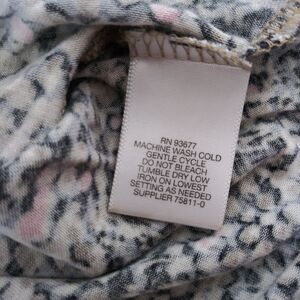 RN 93677
MACHINE WASH COLD
GENTLE CYCLE
DO NOT BLEACH
TUMBLE DRY LOW
IRON ON LOWEST
SETTING AS NEEDED
SUPPLIER 75811-0